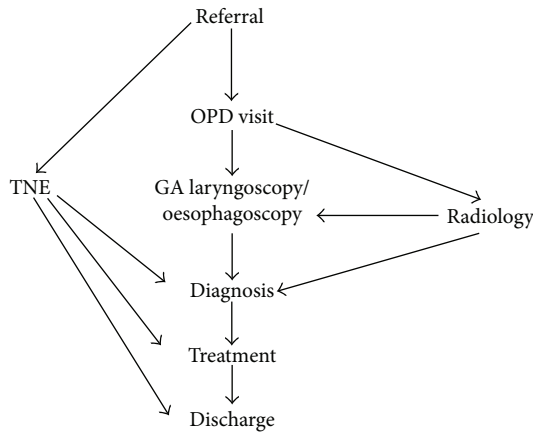 Referral
OPD visit
TNE
GA laryngoscopy/
oesophagoscopy
Radiology
Diagnosis
Treatment
Discharge